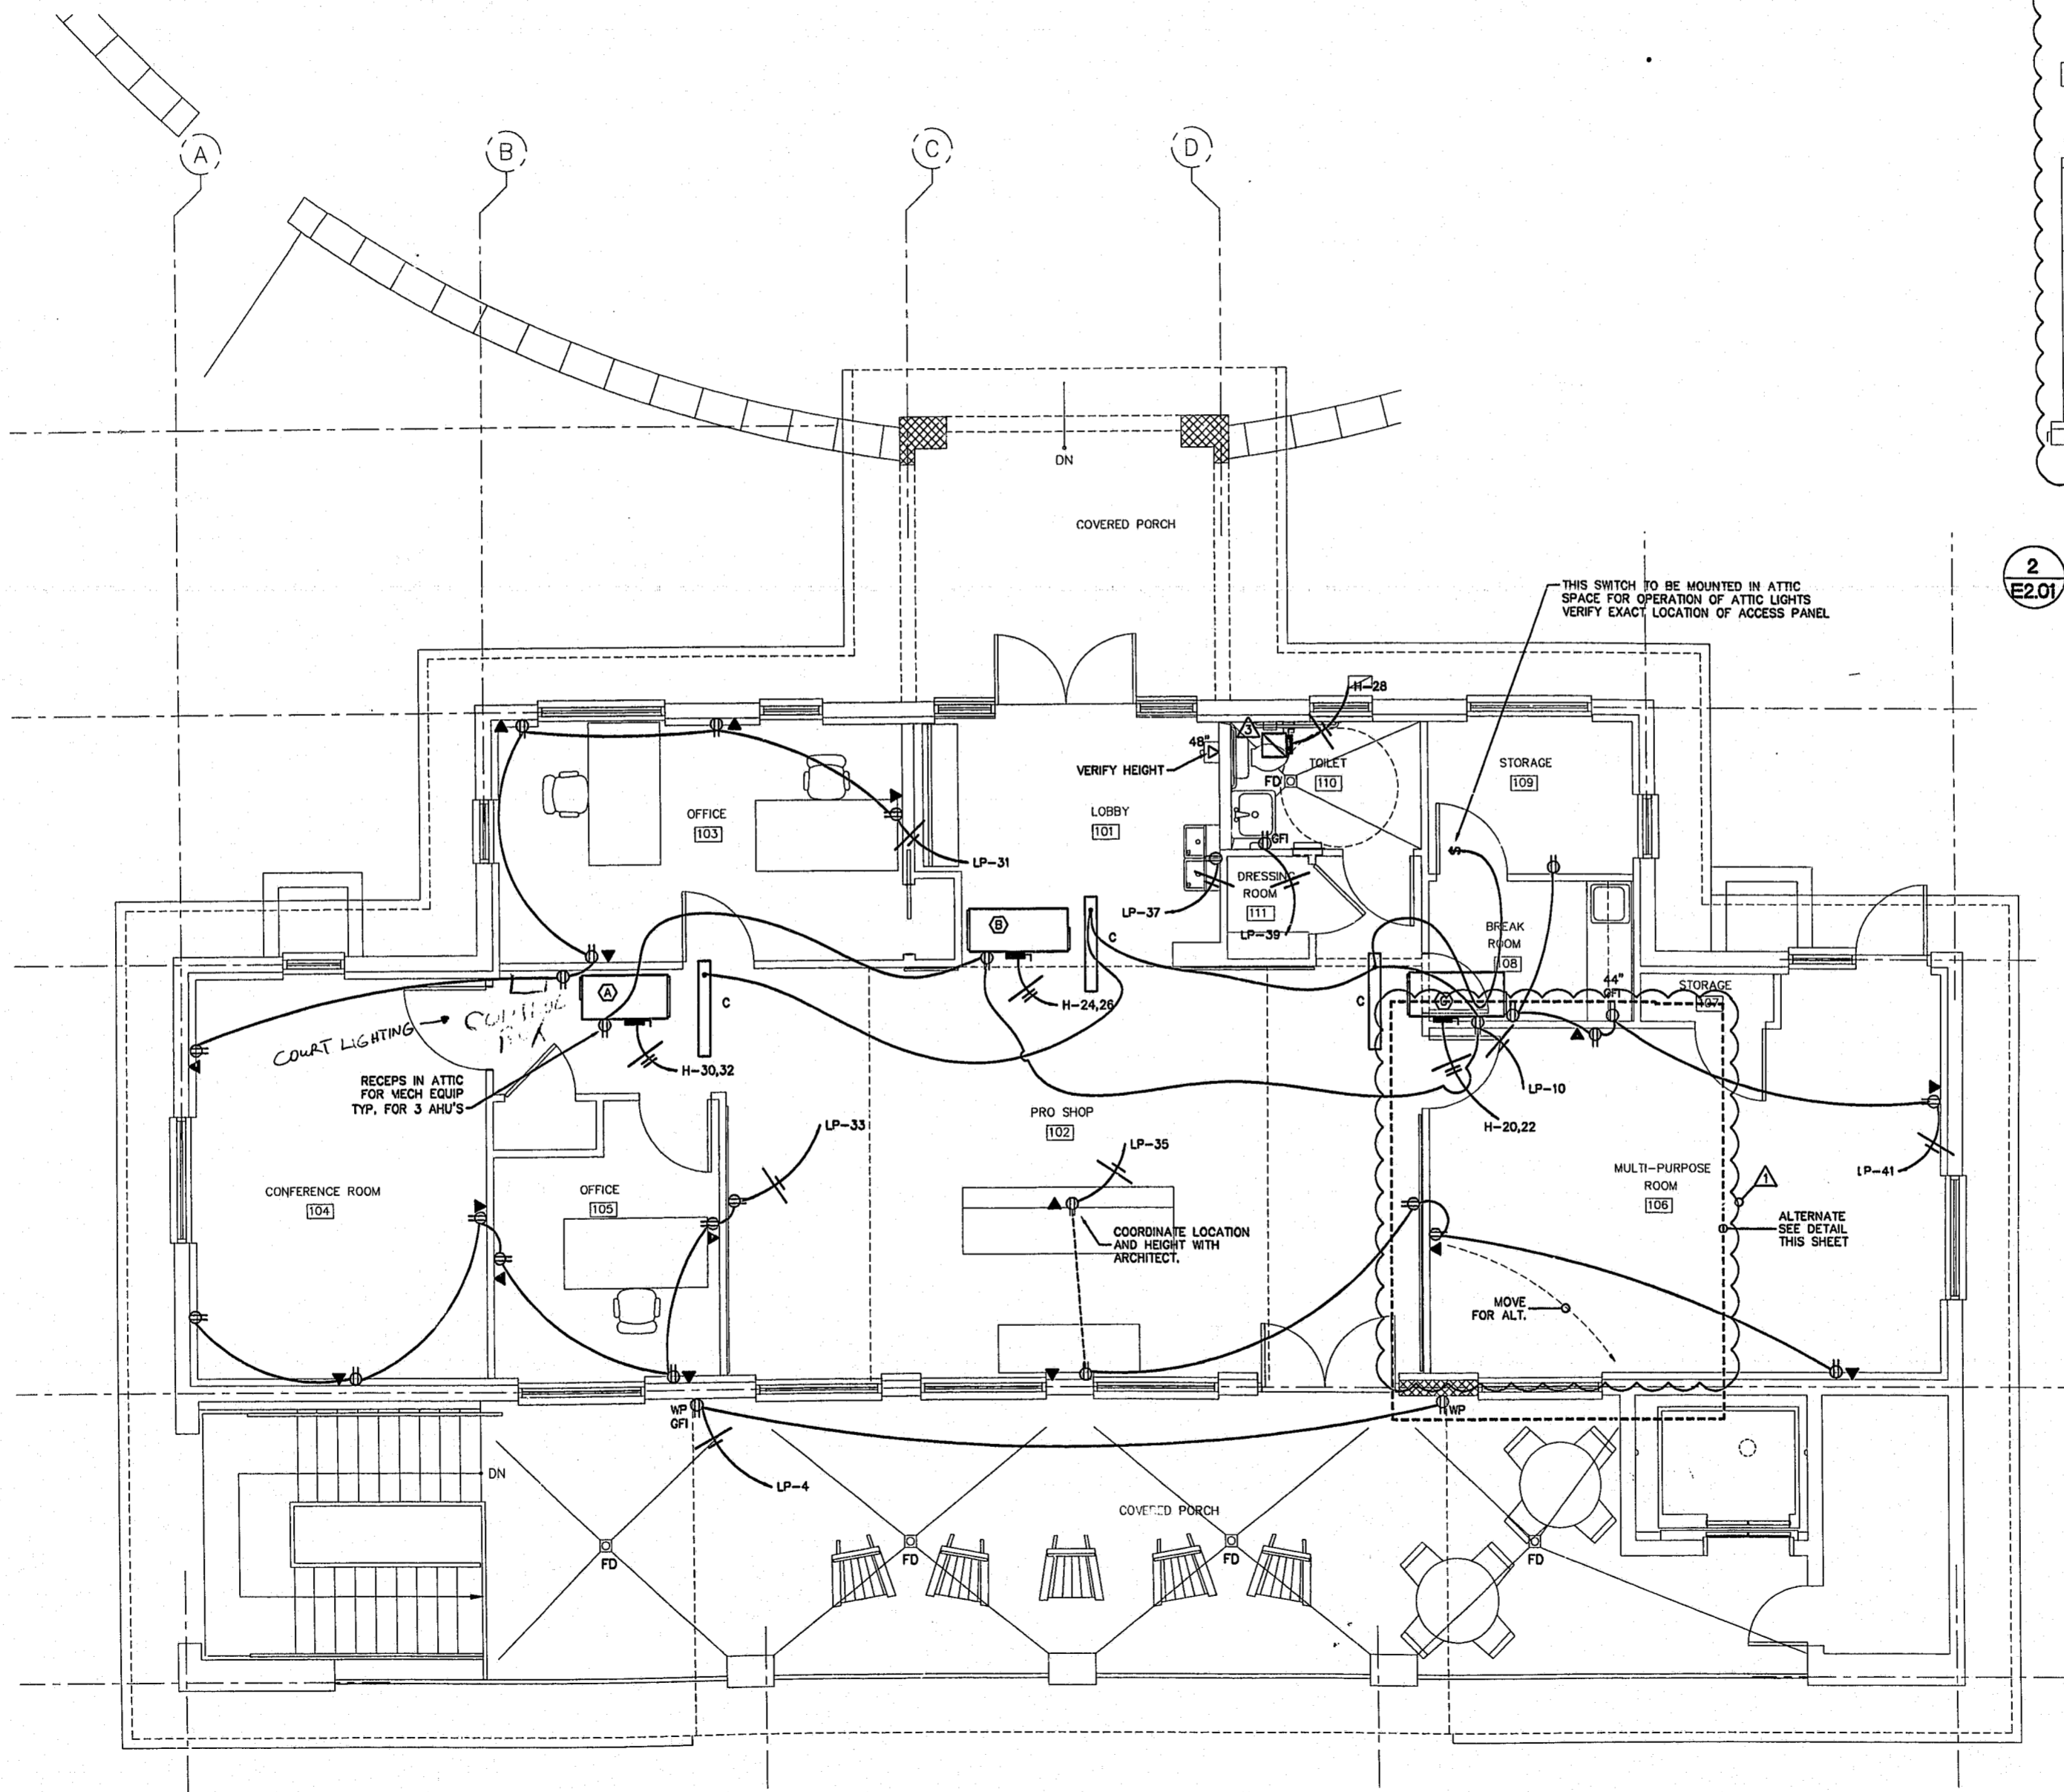 A
B
C
D
2
E2.01
DN
COVERED PORCH
THIS SWITCH TO BE MOUNTED IN ATTIC
SPACE FOR OPERATION OF ATTIC LIGHTS
VERIFY EXACT LOCATION OF ACCESS PANEL
H-28
3
48"
VERIFY HEIGHT
FD
TOILET
110
STORAGE
109
OFFICE
103
LOBBY
101
GFI
LP-31
DRESSING
ROOM
111
LP-37
LP-39
B
C
BREAK
ROOM
108
A
C
H-24,26
C
44"
GFI
STORAGE
107
COURT LIGHTING
CONTROL
BOX
H-30,32
RECEPS IN ATTIC
FOR MECH EQUIP
TYP. FOR 3 AHU'S
LP-10
H-20,22
PRO SHOP
102
LP-33
LP-35
LP-41
MULTI-PURPOSE
ROOM
106
1
CONFERENCE ROOM
104
OFFICE
105
COORDINATE LOCATION
AND HEIGHT WITH
ARCHITECT.
ALTERNATE
SEE DETAIL
THIS SHEET
MOVE
FOR ALT.
WP
GFI
WP
LP-4
DN
COVERED PORCH
FD
FD
FD
FD